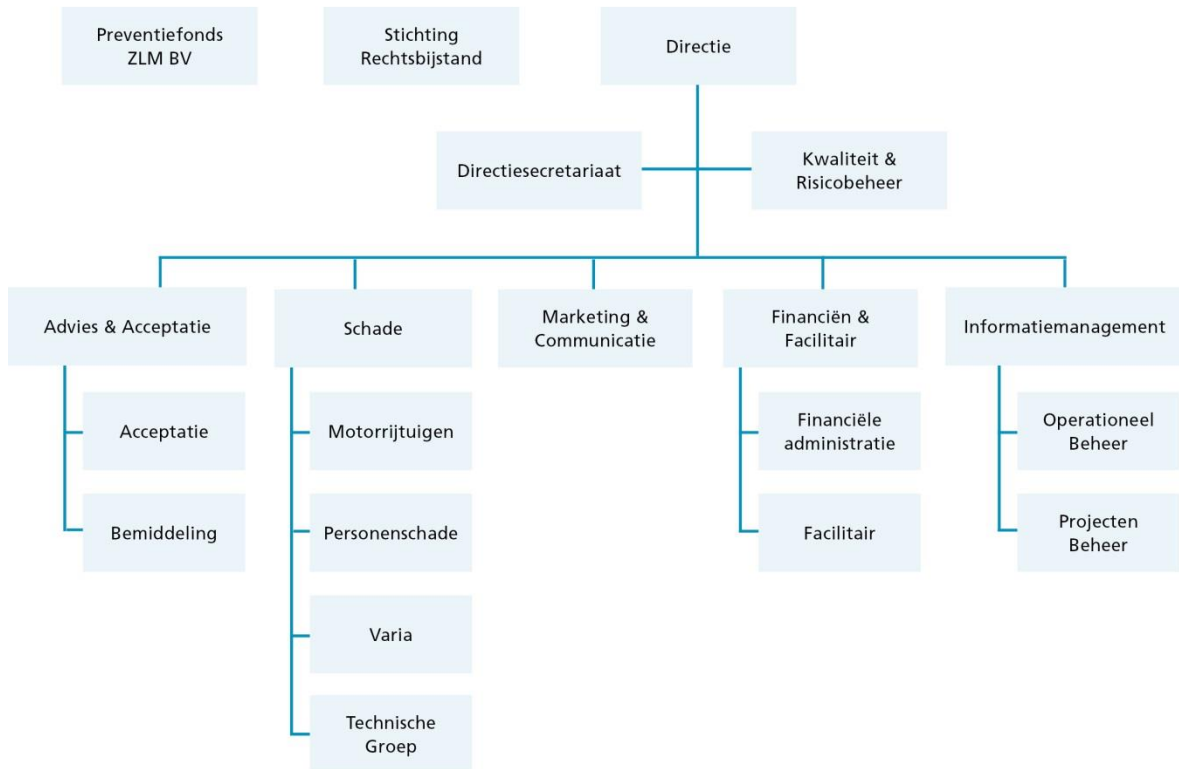 Preventiefonds
ZLM BV
Stichting
Rechtsbijstand
Directie
Directiesecretariaat
Kwaliteit &
Risicobeheer
Advies & Acceptatie
Schade
Marketing &
Communicatie
Financiën &
Facilitair
Informatiemanagement
Acceptatie
Motorrijtuigen
Financiële
administratie
Operationeel
Beheer
Bemiddeling
Personenschade
Facilitair
Projecten
Beheer
Varia
Technische
Groep